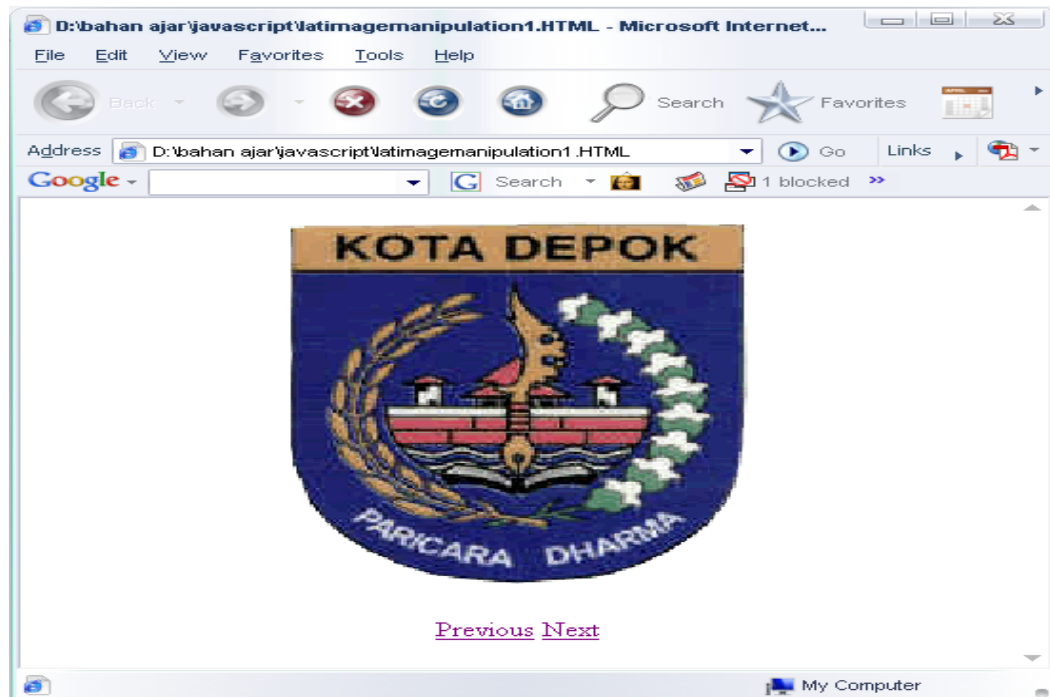 D:\bahan ajar\javascript\latimagemanipulation1.HTML - Microsoft Internet...
File Edit View Favorites Tools Help
Back Search Favorites
Address D:\bahan ajar\javascript\latimagemanipulation1.HTML Go Links
Google Search 1 blocked »
KOTA DEPOK
PARICARA DHARMA
Previous Next
My Computer